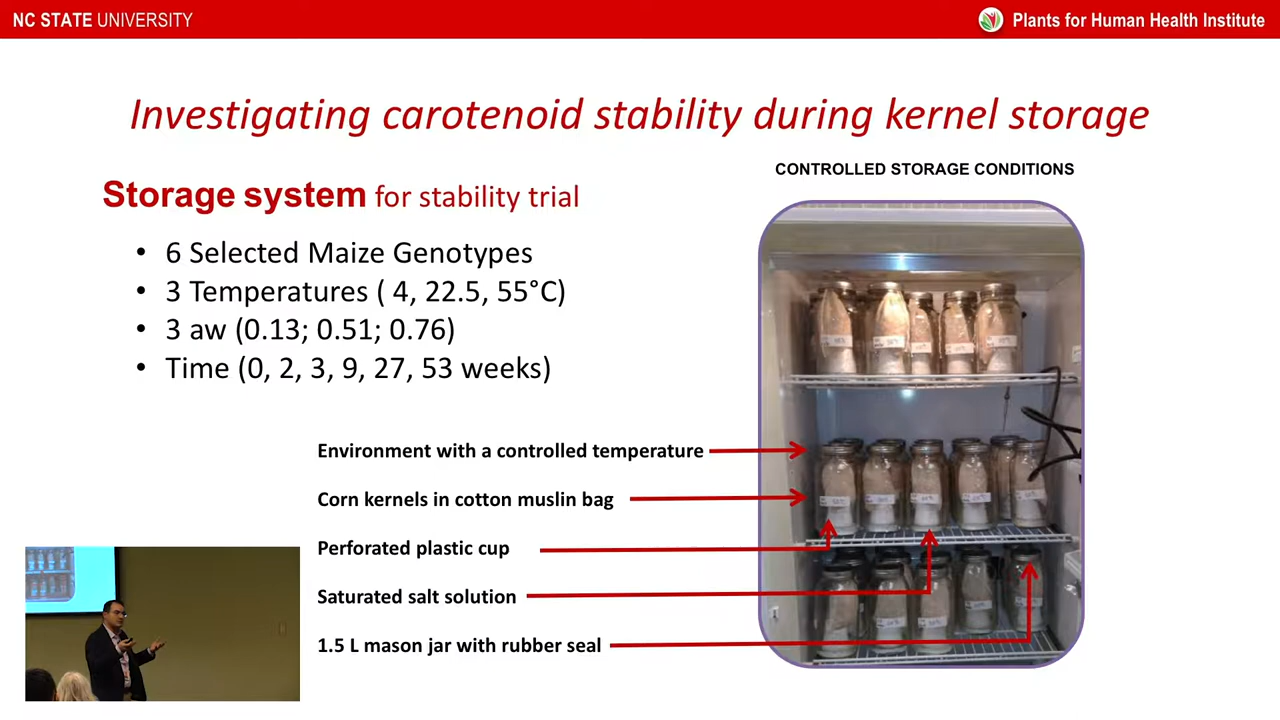 NC STATE UNIVERSITY
Plants for Human Health Institute
Investigating carotenoid stability during kernel storage
Storage system for stability trial
• 6 Selected Maize Genotypes
• 3 Temperatures ( 4, 22.5, 55°C)
• 3 aw (0.13; 0.51; 0.76)
• Time (0, 2, 3, 9, 27, 53 weeks)
CONTROLLED STORAGE CONDITIONS
Environment with a controlled temperature
Corn kernels in cotton muslin bag
Perforated plastic cup
Saturated salt solution
1.5 L mason jar with rubber seal